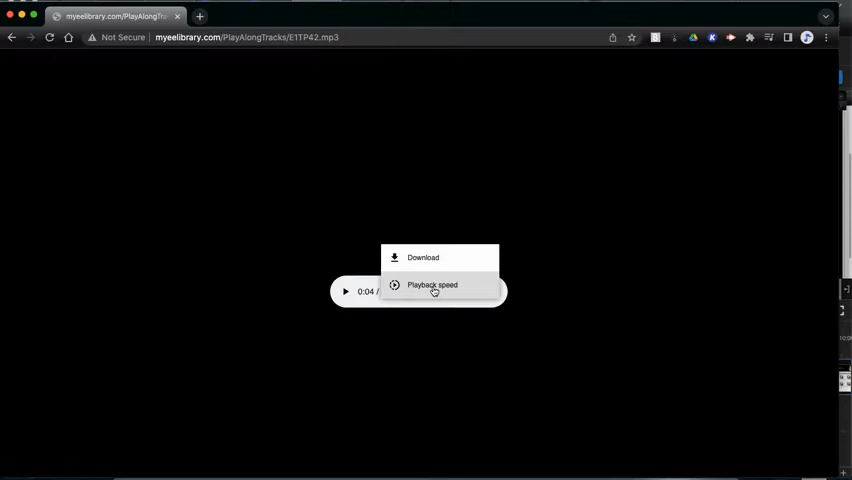 myeelibrary.com/PlayAlongTra
Not Secure
myeelibrary.com/PlayAlongTracks/E1TP42.mp3
Download
Playback speed
0:04 /